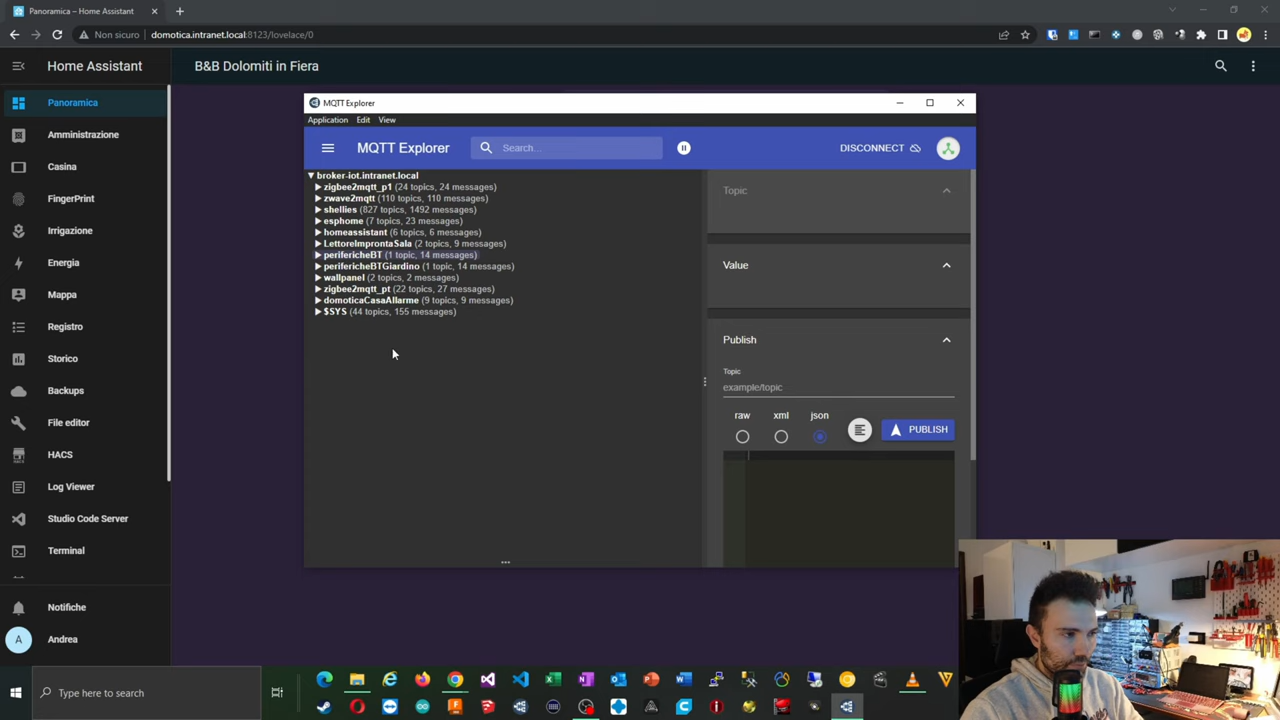 Panoramica – Home Assistant
Non sicuro
domotica.intranet.local:8123/lovelace/0
Home Assistant
B&B Dolomiti in Fiera
Panoramica
Amministrazione
Casina
FingerPrint
Irrigazione
Energia
Mappa
Registro
Storico
Backups
File editor
HACS
Log Viewer
Studio Code Server
Terminal
Notifiche
A
Andrea
MQTT Explorer
Application Edit View
MQTT Explorer
Search...
DISCONNECT
broker-iot.intranet.local
zigbee2mqtt_p1 (24 topics, 24 messages)
zwave2mqtt (110 topics, 110 messages)
shellies (827 topics, 1492 messages)
esphome (7 topics, 23 messages)
homeassistant (6 topics, 6 messages)
LettoreImprontaSala (2 topics, 9 messages)
perifericheBT (1 topic, 14 messages)
perifericheBTGiardino (1 topic, 14 messages)
wallpanel (2 topics, 2 messages)
zigbee2mqtt_pt (22 topics, 27 messages)
domoticaCasaAllarme (9 topics, 9 messages)
$SYS (44 topics, 155 messages)
Topic
Value
Publish
Topic
example/topic
raw xml json
PUBLISH
Type here to search